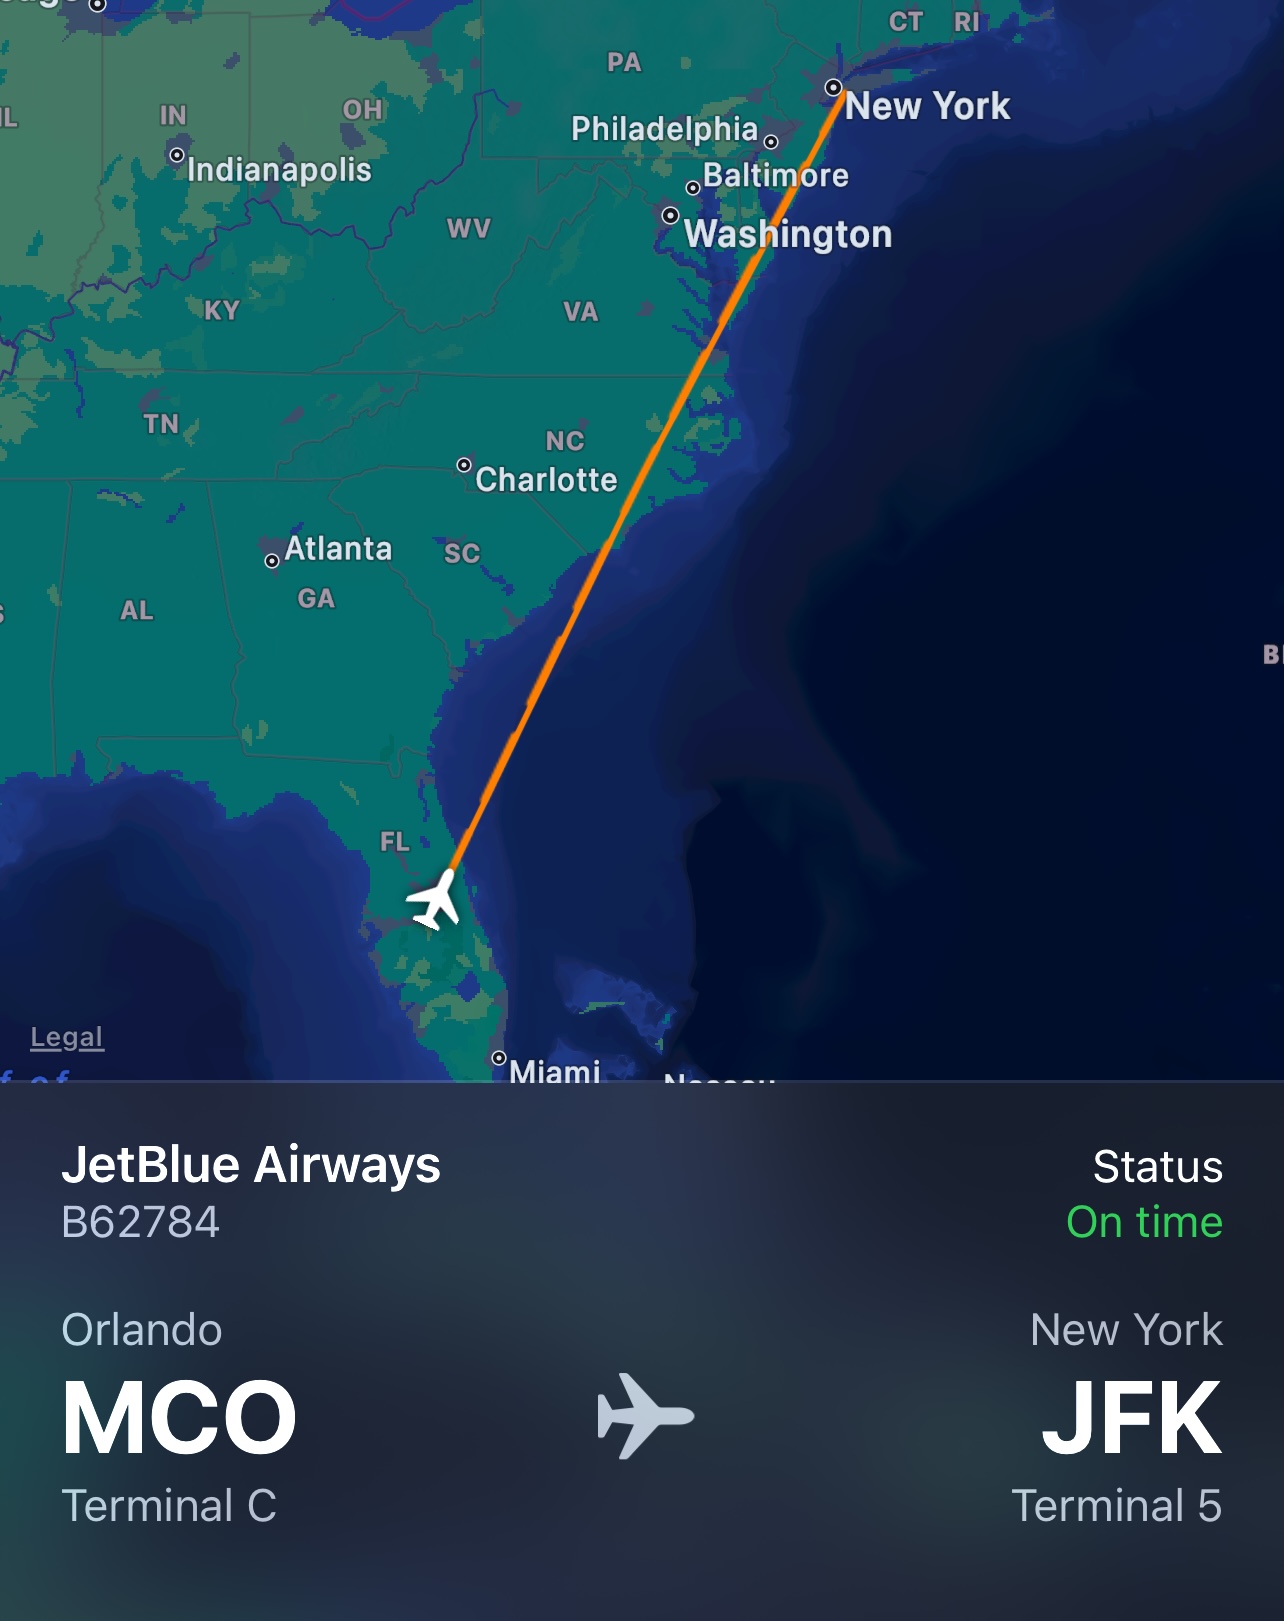 CT
RI
PA
New York
IN
OH
Philadelphia
Indianapolis
Baltimore
WV
Washington
KY
VA
TN
NC
Charlotte
Atlanta
SC
GA
AL
FL
Legal
Miami
Nassau
JetBlue Airways
Status
B62784
On time
Orlando
New York
MCO
JFK
Terminal C
Terminal 5